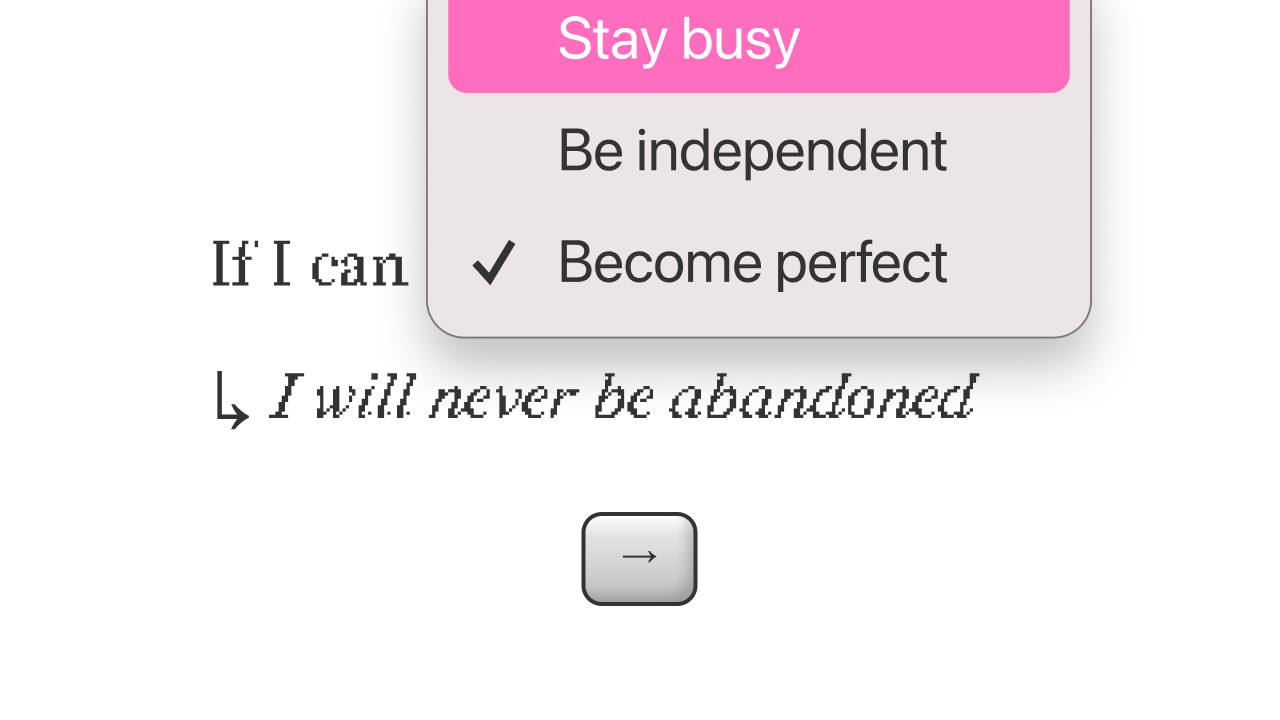 Stay busy
Be independent
If I can ✓ Become perfect
↳ I will never be abandoned
→